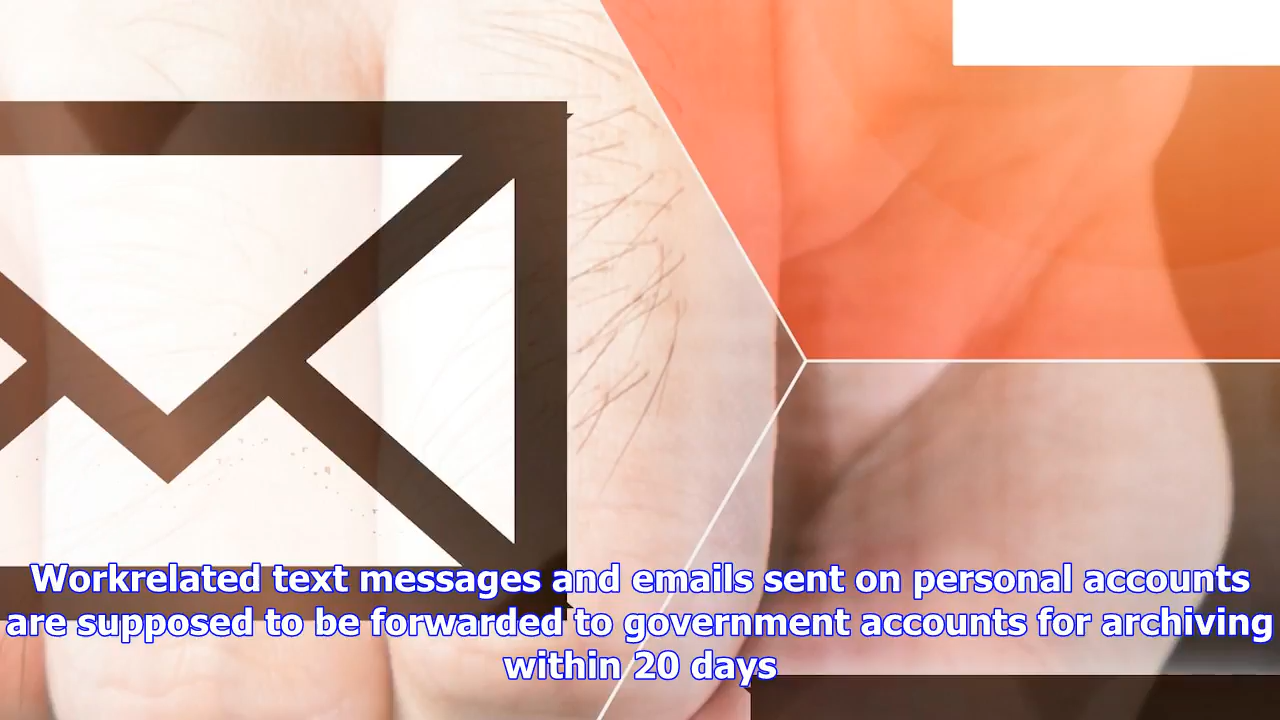 Workrelated text messages and emails sent on personal accounts
are supposed to be forwarded to government accounts for archiving
within 20 days